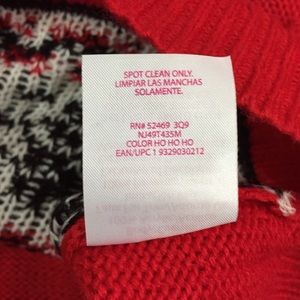 SPOT CLEAN ONLY.
LIMPIAR LAS MANCHAS
SOLAMENTE.
RN# 52469 3Q9
NJ49T435M
COLOR HO HO HO
EAN/UPC 1 9329030212